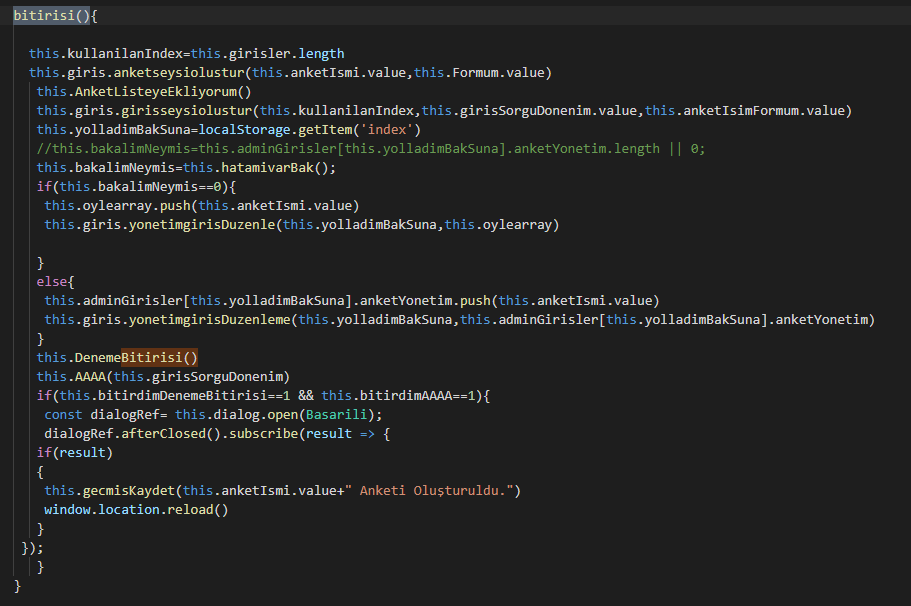 bitirisi(){
this.kullanilanIndex=this.girisler.length
this.giris.anketseysiolustur(this.anketIsmi.value,this.Formum.value)
this.AnketListeyeEkliyorum()
this.giris.girisseysiolustur(this.kullanilanIndex,this.girisSorguDonenim.value,this.anketIsimFormum.value)
this.yolladimBakSuna=localStorage.getItem('index')
//this.bakalimNeymis=this.adminGirisler[this.yolladimBakSuna].anketYonetim.length || 0;
this.bakalimNeymis=this.hatamivarBak();
if(this.bakalimNeymis==0){
this.oylearray.push(this.anketIsmi.value)
this.giris.yonetimgirisDuzenle(this.yolladimBakSuna,this.oylearray)
}
else{
this.adminGirisler[this.yolladimBakSuna].anketYonetim.push(this.anketIsmi.value)
this.giris.yonetimgirisDuzenleme(this.yolladimBakSuna,this.adminGirisler[this.yolladimBakSuna].anketYonetim)
}
this.DenemeBitirisi()
this.AAAA(this.girisSorguDonenim)
if(this.bitirdimDenemeBitirisi==1 && this.bitirdimAAAA==1){
const dialogRef= this.dialog.open(Basarili);
dialogRef.afterClosed().subscribe(result => {
if(result)
{
this.gecmisKaydet(this.anketIsmi.value+" Anketi Oluşturuldu.")
window.location.reload()
}
});
}
}